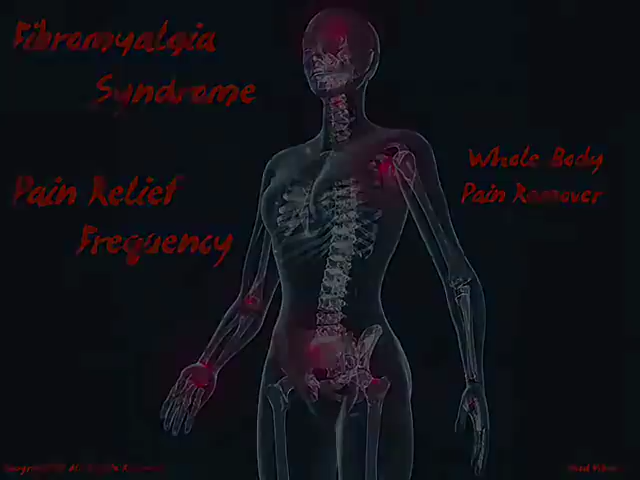 Fibromyalgia
Syndrome
Pain Relief
Frequency
Whole Body
Pain Remover